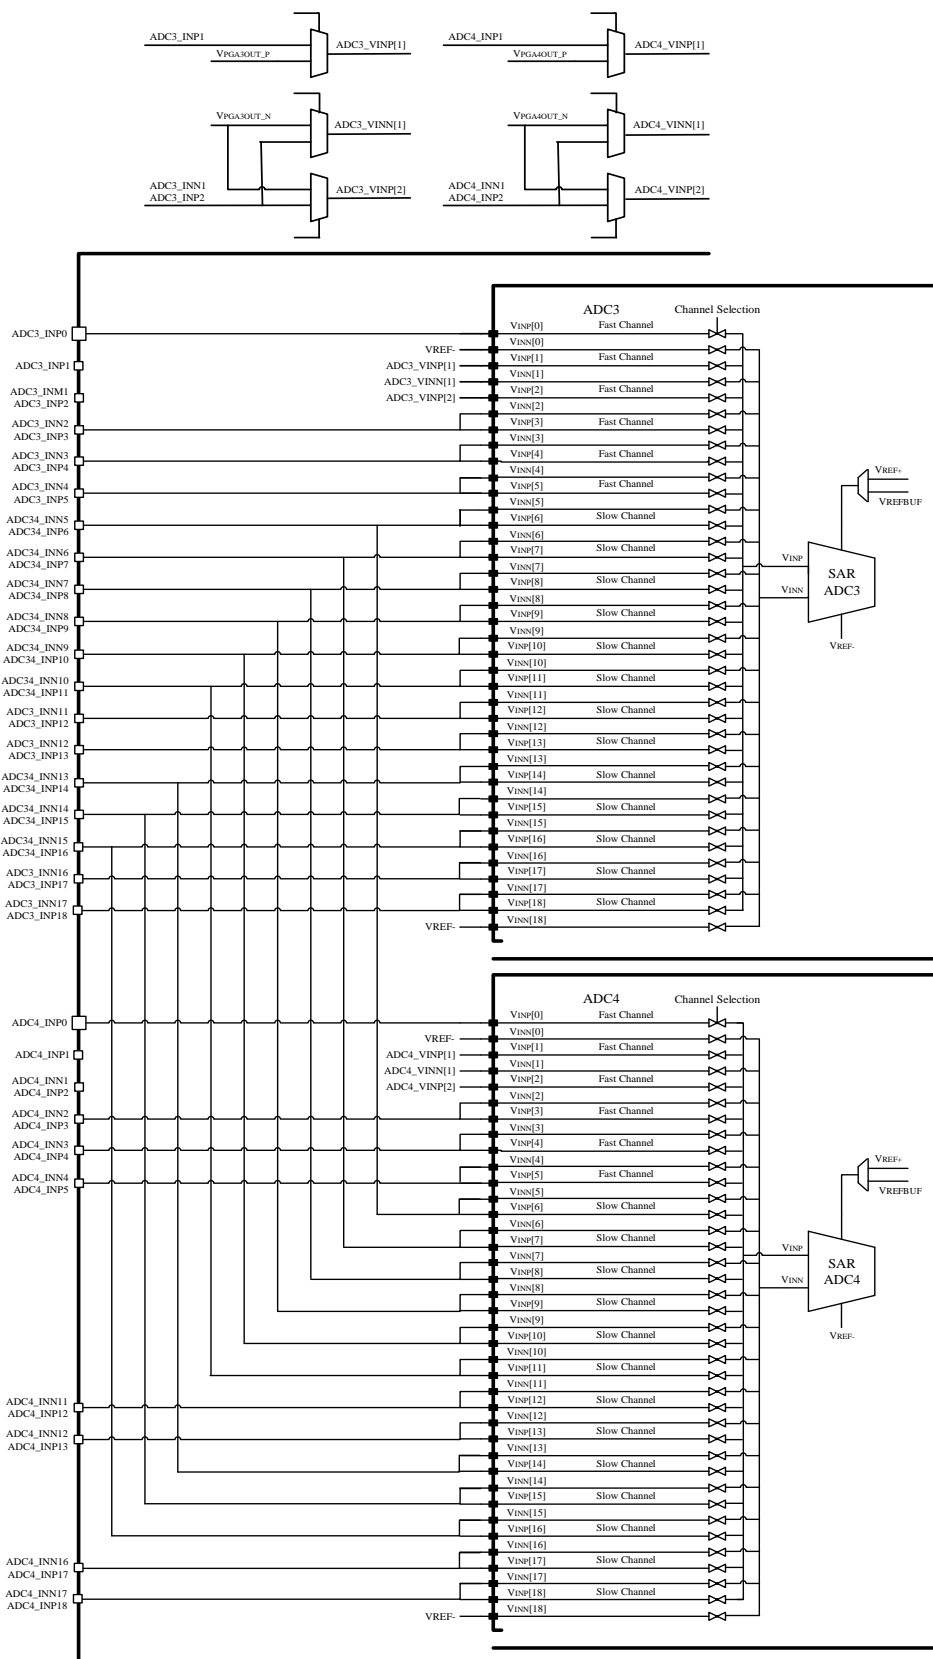 ADC3_INP1
VPGA3OUT_P
ADC3_VINP[1]
ADC4_INP1
VPGA4OUT_P
ADC4_VINP[1]
VPGA3OUT_N
ADC3_VINN[1]
VPGA4OUT_N
ADC4_VINN[1]
ADC3_INN1
ADC3_INP2
ADC3_VINP[2]
ADC4_INN1
ADC4_INP2
ADC4_VINP[2]
ADC3_INP0
ADC3_INP1
ADC3_INM1
ADC3_INP2
ADC3_INN2
ADC3_INP3
ADC3_INN3
ADC3_INP4
ADC3_INN4
ADC3_INP5
ADC34_INN5
ADC34_INP6
ADC34_INN6
ADC34_INP7
ADC34_INN7
ADC34_INP8
ADC34_INN8
ADC34_INP9
ADC34_INN9
ADC34_INP10
ADC34_INN10
ADC34_INP11
ADC3_INN11
ADC3_INP12
ADC3_INN12
ADC3_INP13
ADC34_INN13
ADC34_INP14
ADC34_INN14
ADC34_INP15
ADC34_INN15
ADC34_INP16
ADC3_INN16
ADC3_INP17
ADC3_INN17
ADC3_INP18
VREF-
ADC3_VINP[1]
ADC3_VINN[1]
ADC3_VINP[2]
VREF-
ADC3
Channel Selection
VINP[0] Fast Channel
VINN[0]
VINP[1] Fast Channel
VINN[1]
VINP[2] Fast Channel
VINN[2]
VINP[3] Fast Channel
VINN[3]
VINP[4] Fast Channel
VINN[4]
VINP[5] Fast Channel
VINN[5]
VINP[6] Slow Channel
VINN[6]
VINP[7] Slow Channel
VINN[7]
VINP[8] Slow Channel
VINN[8]
VINP[9] Slow Channel
VINN[9]
VINP[10] Slow Channel
VINN[10]
VINP[11] Slow Channel
VINN[11]
VINP[12] Slow Channel
VINN[12]
VINP[13] Slow Channel
VINN[13]
VINP[14] Slow Channel
VINN[14]
VINP[15] Slow Channel
VINN[15]
VINP[16] Slow Channel
VINN[16]
VINP[17] Slow Channel
VINN[17]
VINP[18] Slow Channel
VINN[18]
VREF+
VREFBUF
VINP
VINN
SAR
ADC3
VREF-
ADC4_INP0
ADC4_INP1
ADC4_INN1
ADC4_INP2
ADC4_INN2
ADC4_INP3
ADC4_INN3
ADC4_INP4
ADC4_INN4
ADC4_INP5
ADC4_INN11
ADC4_INP12
ADC4_INN12
ADC4_INP13
ADC4_INN16
ADC4_INP17
ADC4_INN17
ADC4_INP18
VREF-
ADC4_VINP[1]
ADC4_VINN[1]
ADC4_VINP[2]
VREF-
ADC4
Channel Selection
VINP[0] Fast Channel
VINN[0]
VINP[1] Fast Channel
VINN[1]
VINP[2] Fast Channel
VINN[2]
VINP[3] Fast Channel
VINN[3]
VINP[4] Fast Channel
VINN[4]
VINP[5] Fast Channel
VINN[5]
VINP[6] Slow Channel
VINN[6]
VINP[7] Slow Channel
VINN[7]
VINP[8] Slow Channel
VINN[8]
VINP[9] Slow Channel
VINN[9]
VINP[10] Slow Channel
VINN[10]
VINP[11] Slow Channel
VINN[11]
VINP[12] Slow Channel
VINN[12]
VINP[13] Slow Channel
VINN[13]
VINP[14] Slow Channel
VINN[14]
VINP[15] Slow Channel
VINN[15]
VINP[16] Slow Channel
VINN[16]
VINP[17] Slow Channel
VINN[17]
VINP[18] Slow Channel
VINN[18]
VREF+
VREFBUF
VINP
VINN
SAR
ADC4
VREF-